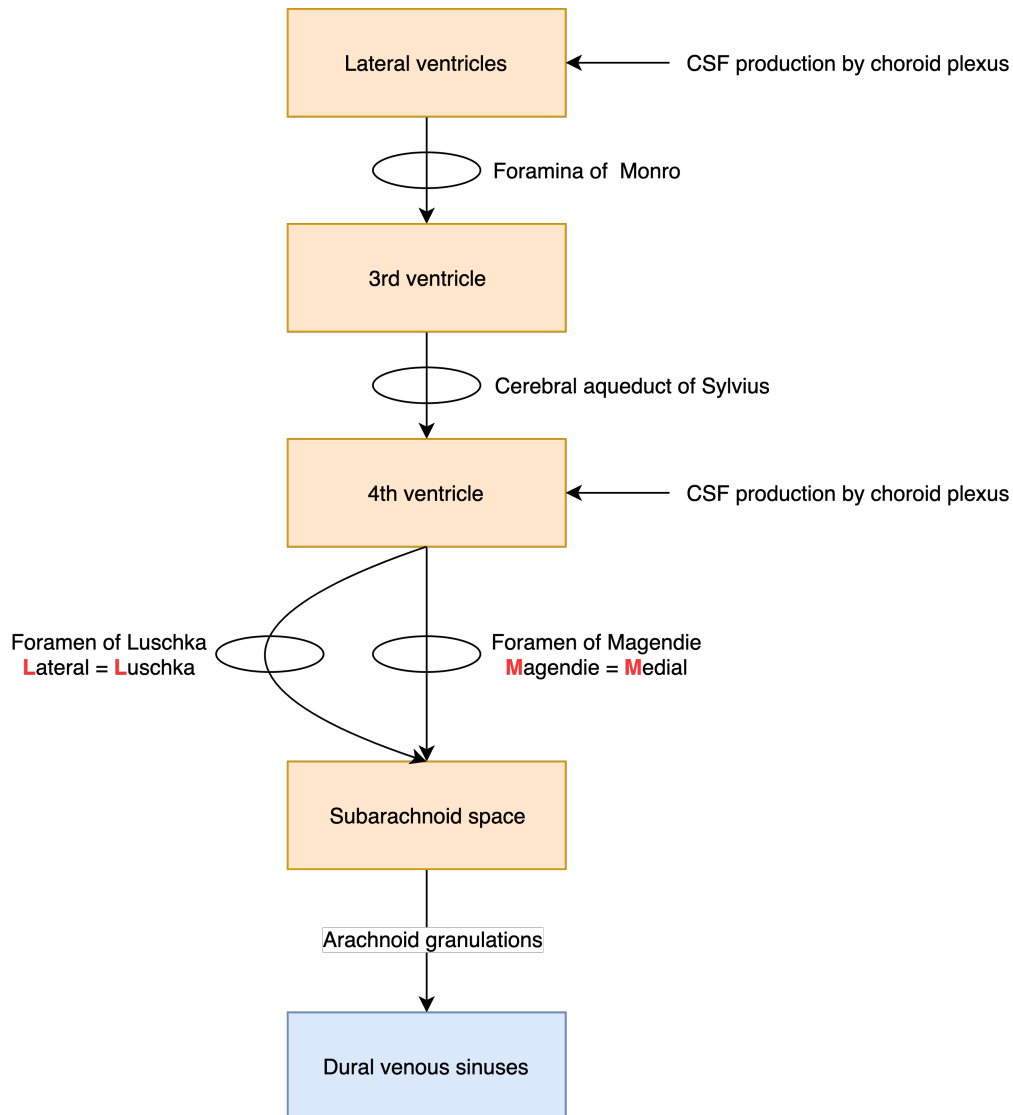 Lateral ventricles
CSF production by choroid plexus
Foramina of  Monro
3rd ventricle
Cerebral aqueduct of Sylvius
4th ventricle
CSF production by choroid plexus
Foramen of Luschka
Lateral = Luschka
Foramen of Magendie
Magendie = Medial
Subarachnoid space
Arachnoid granulations
Dural venous sinuses